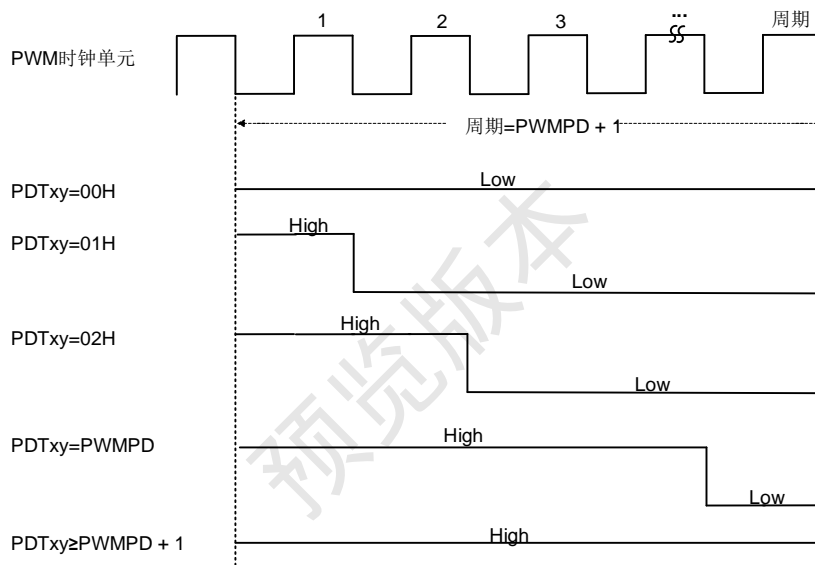 1 2 3 ... 周期
PWM时钟单元
周期=PWMPD + 1
PDTxy=00H Low
PDTxy=01H High
Low
PDTxy=02H High
Low
PDTxy=PWMPD High
Low
PDTxy≥PWMPD + 1 High
预览版本